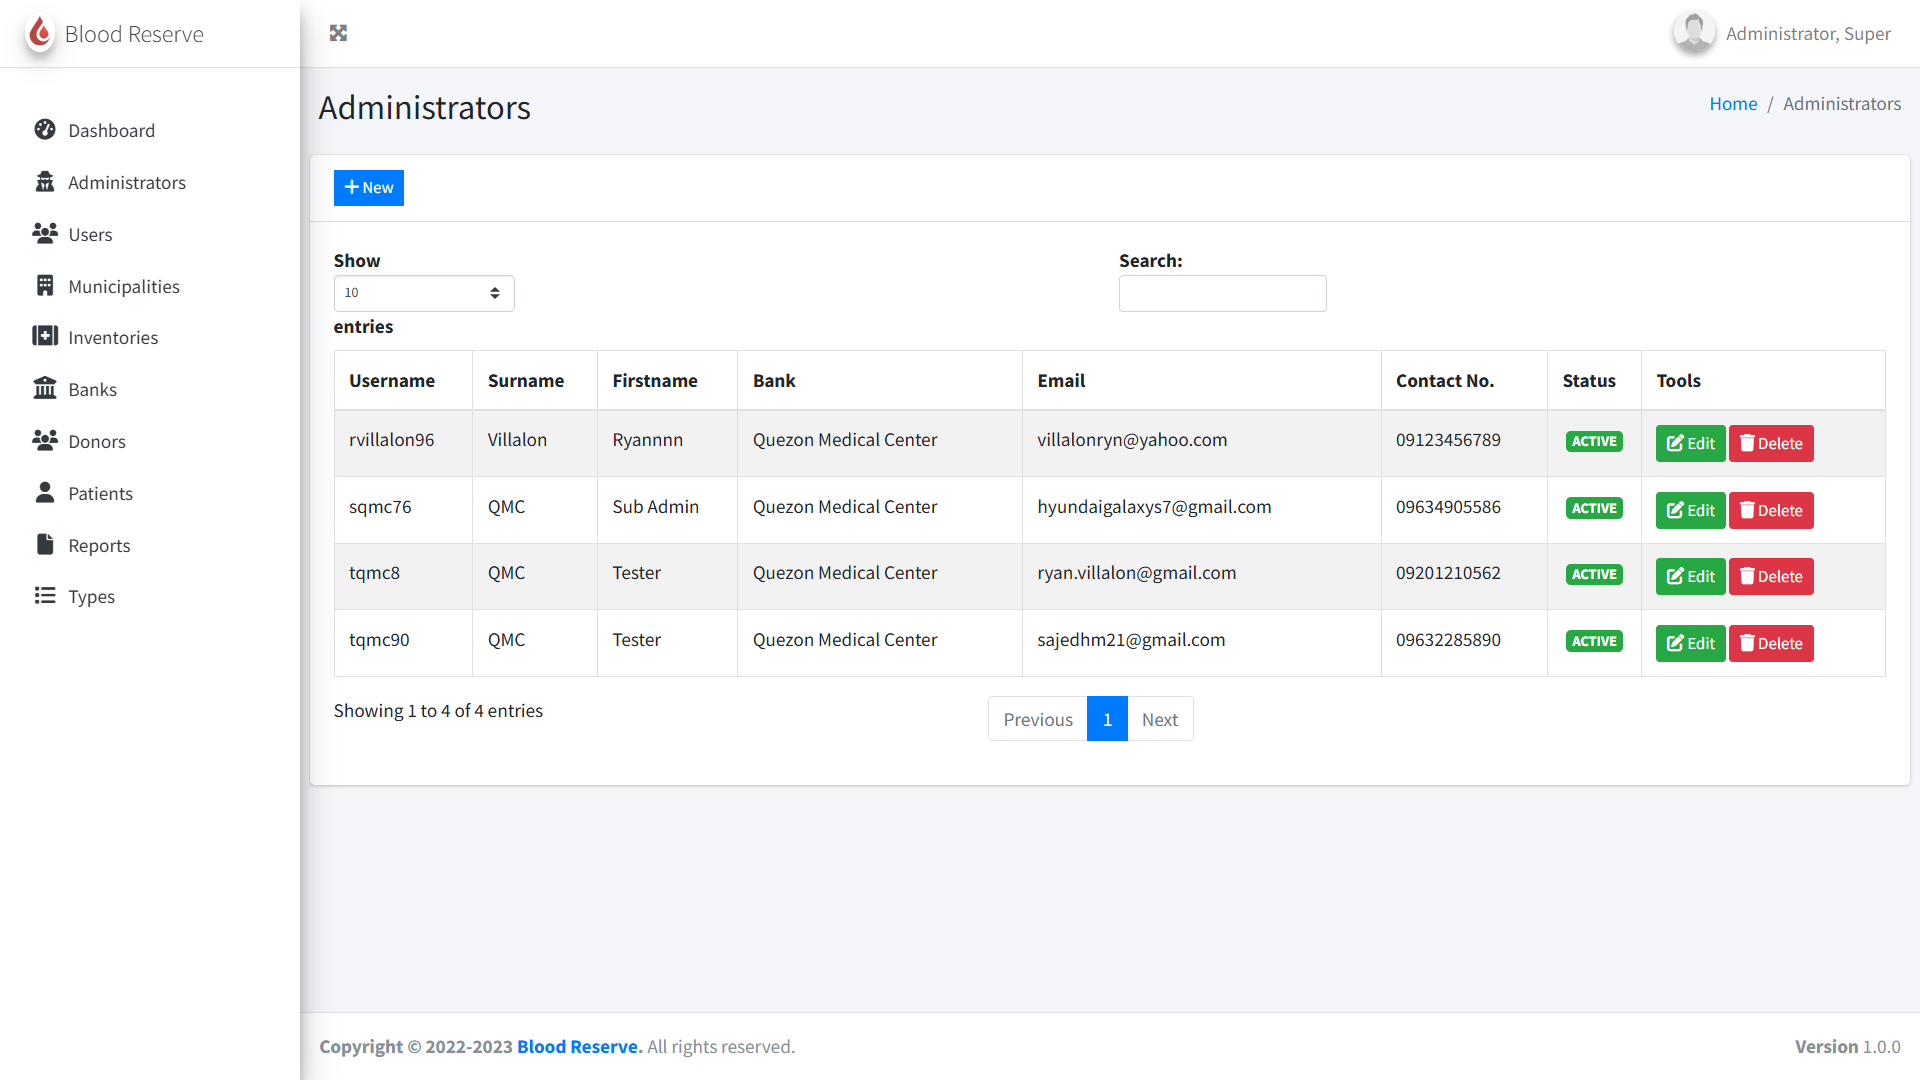 Blood Reserve
Administrator, Super
Dashboard
Administrators
Users
Municipalities
Inventories
Banks
Donors
Patients
Reports
Types
Administrators
Home / Administrators
New
Show
10
entries
Search:
Username Surname Firstname Bank Email Contact No. Status Tools
rvillalon96 Villalon Ryannnn Quezon Medical Center villalonryn@yahoo.com 09123456789 ACTIVE Edit Delete
sqmc76 QMC Sub Admin Quezon Medical Center hyundaigalaxys7@gmail.com 09634905586 ACTIVE Edit Delete
tqmc8 QMC Tester Quezon Medical Center ryan.villalon@gmail.com 09201210562 ACTIVE Edit Delete
tqmc90 QMC Tester Quezon Medical Center sajedhm21@gmail.com 09632285890 ACTIVE Edit Delete
Showing 1 to 4 of 4 entries
Previous 1 Next
Copyright © 2022-2023 Blood Reserve. All rights reserved.
Version 1.0.0